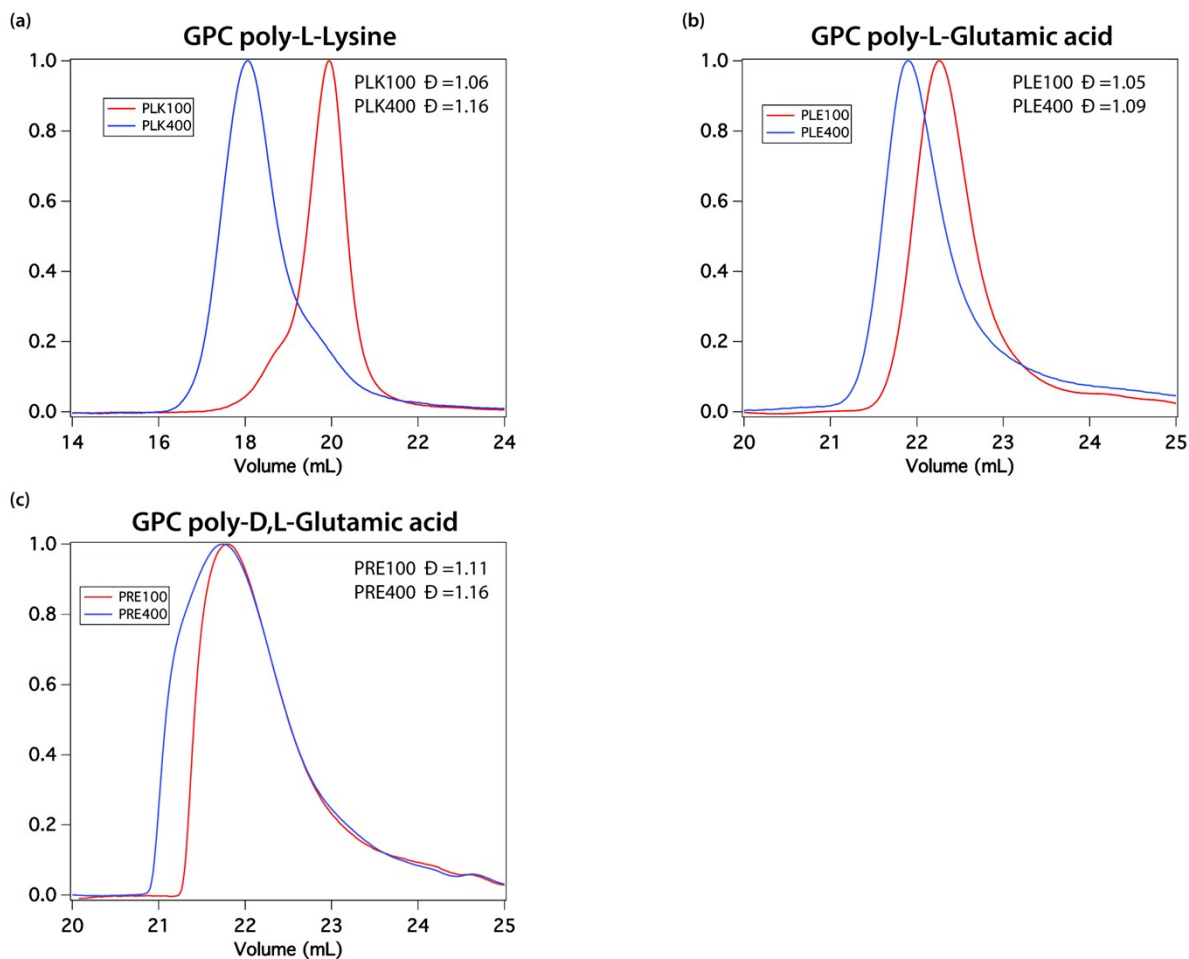 (a)
GPC poly-L-Lysine
PLK100 Đ =1.06
PLK400 Đ =1.16
PLK100
PLK400
1.0
0.8
0.6
0.4
0.2
0.0
14 16 18 20 22 24
Volume (mL)
(b)
GPC poly-L-Glutamic acid
PLE100 Đ =1.05
PLE400 Đ =1.09
PLE100
PLE400
1.0
0.8
0.6
0.4
0.2
0.0
20 21 22 23 24 25
Volume (mL)
(c)
GPC poly-D,L-Glutamic acid
PRE100 Đ =1.11
PRE400 Đ =1.16
PRE100
PRE400
1.0
0.8
0.6
0.4
0.2
0.0
20 21 22 23 24 25
Volume (mL)